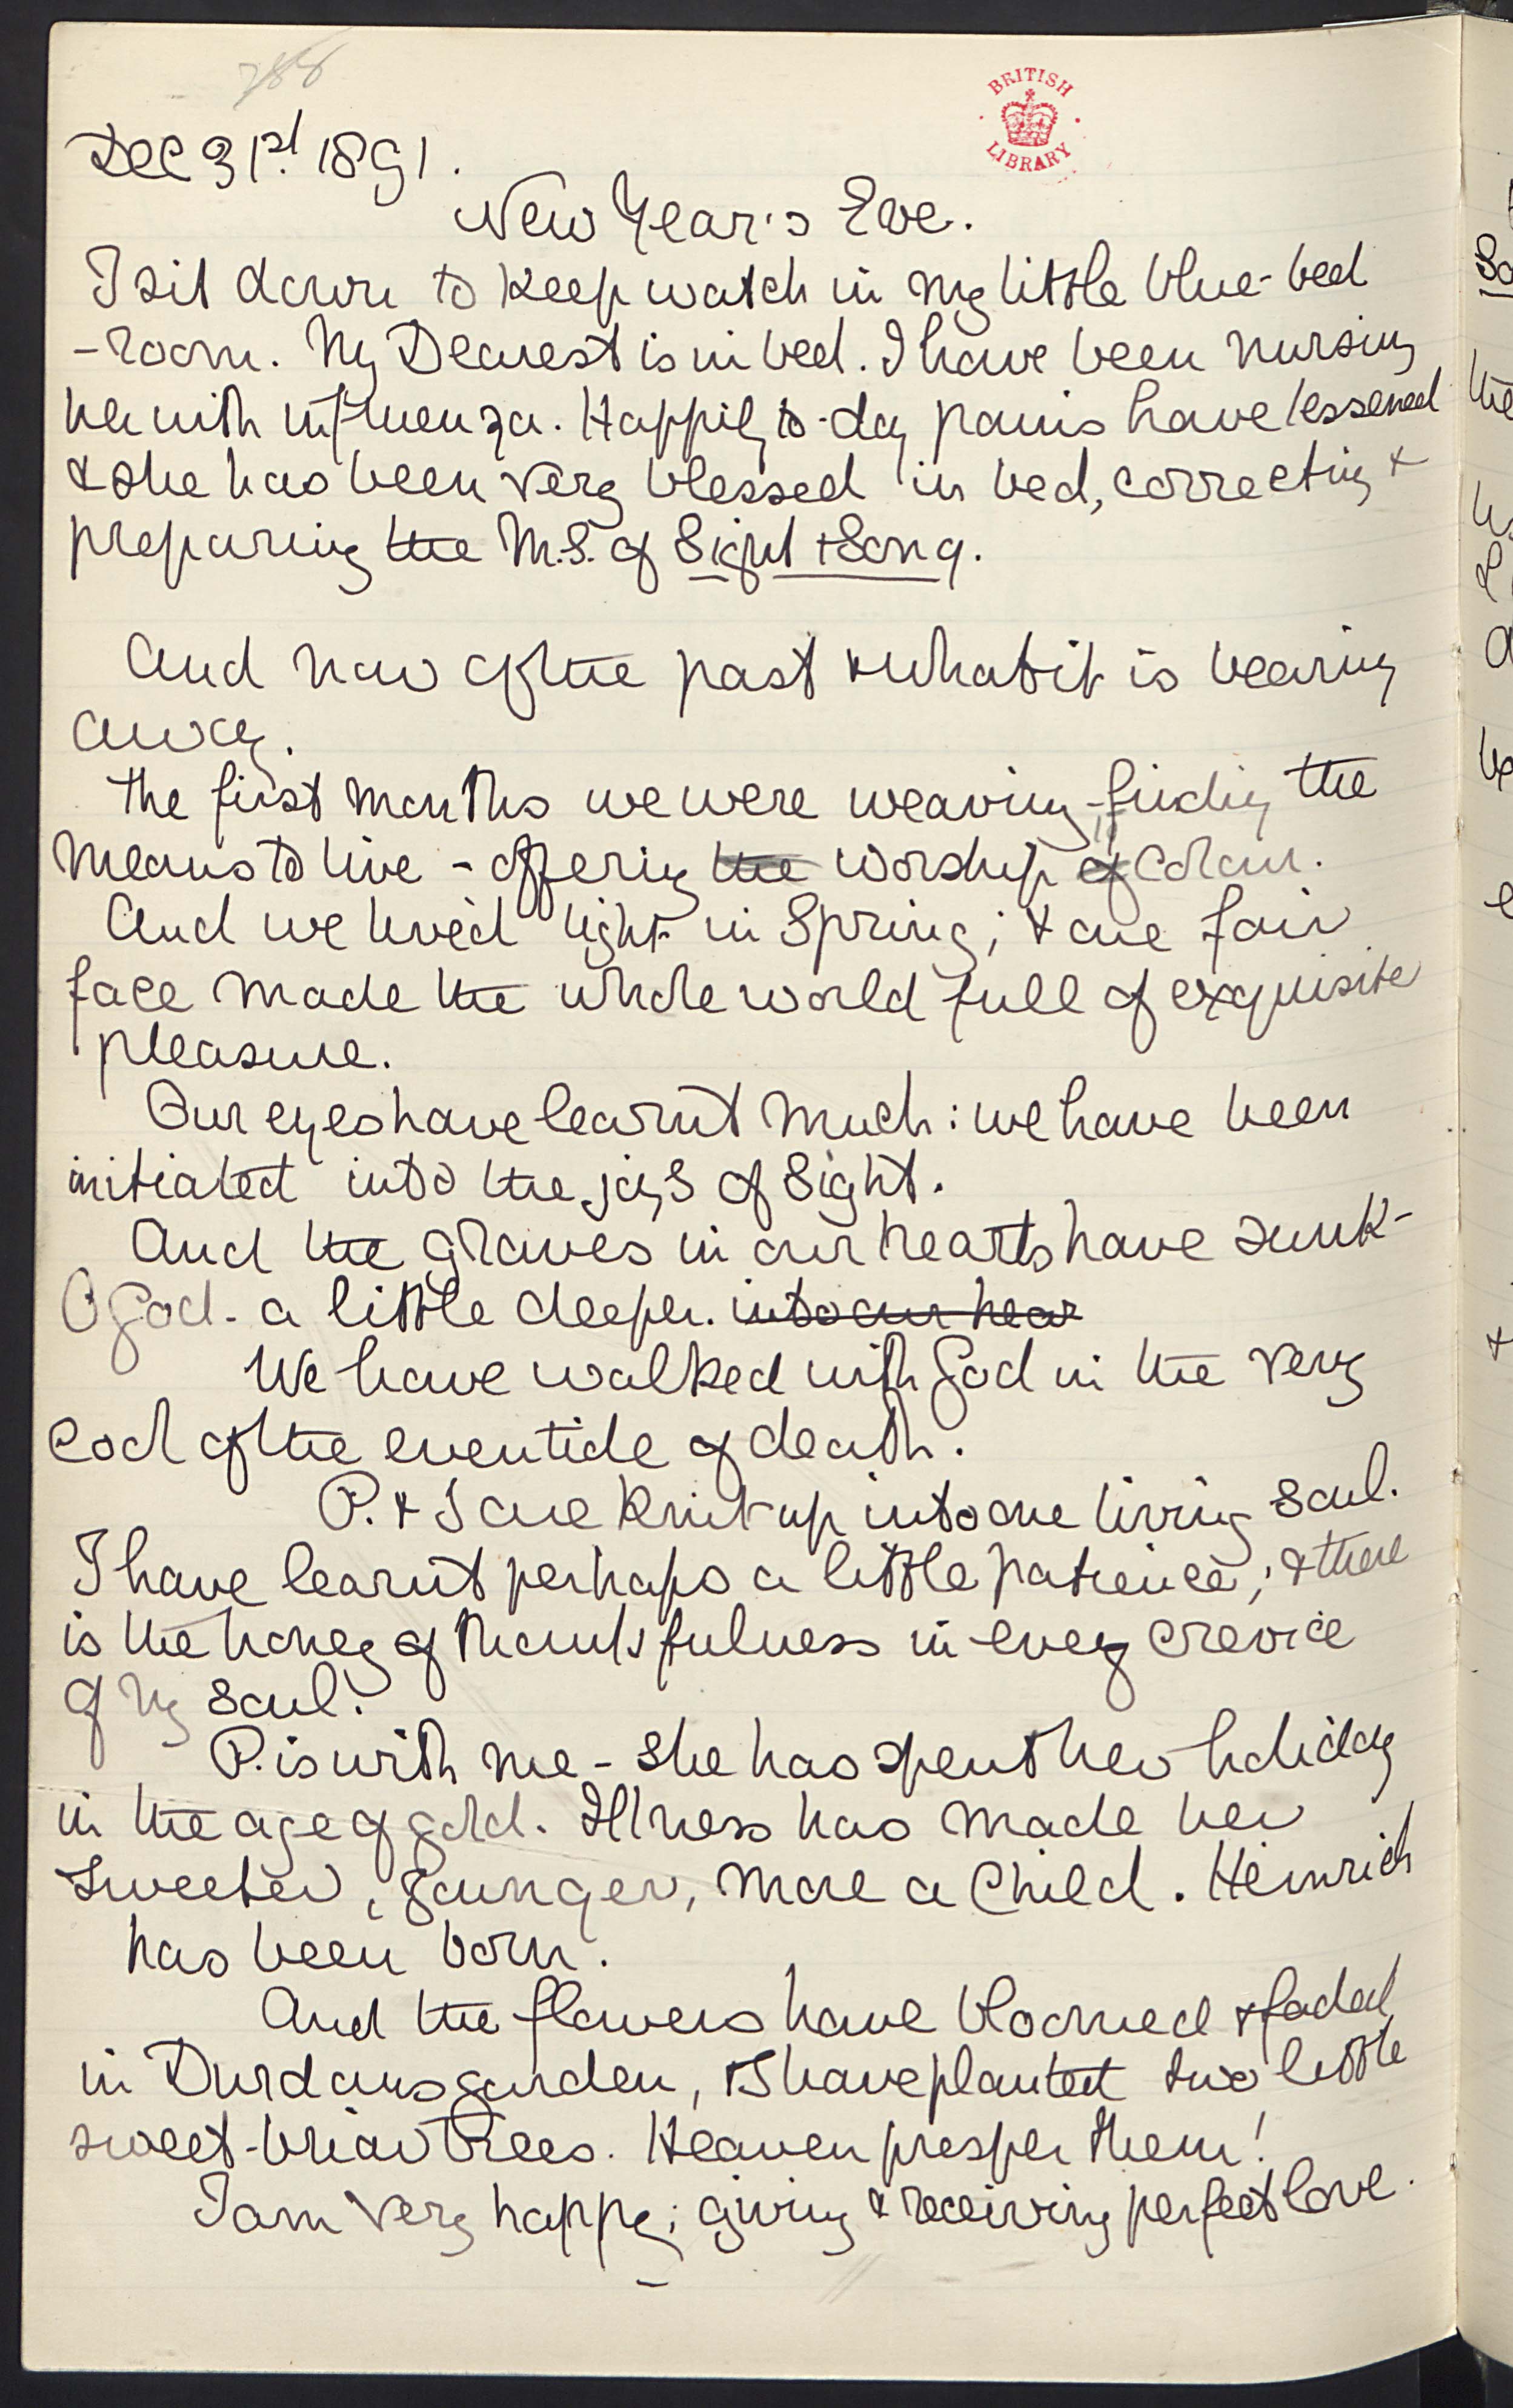 788
BRITISH
LIBRARY
Dec 31st. 1891.
New Year's Eve.
I sit down to keep watch in my little blue-bed
-room. My Dearest is in bed. I have been nursing
her with influenza. Happily to-day pains have lessened
& she has been very blessed in bed, correcting &
preparing the M.S. of Sight & Song.
And now of the past & what it is bearing
away.
The first months we were weaving - finding the
means to live - offering the worship of colour.
And we lived light in Spring; & one fair
face made the whole world full of exquisite
pleasure.
Our eyes have learnt much: we have been
initiated into the joys of Sight.
And the graves in our hearts have sunk -
O God - a little deeper. into our hear
We have walked with God in the very
cool of the eventide of death.
P. & I are knit-up into one living soul.
I have learnt perhaps a little patience; & there
is the honey of thankfulness in every crevice
of my soul.
P. is with me - she has spent her holiday
in the age of gold. Illness has made her
sweeter, younger, more a Child. Heinrich
has been born.
And the flowers have bloomed & faded
in Durdans garden, & I have planted two little
sweet-briar trees. Heaven prosper them!
I am very happy; giving & receiving perfect love.